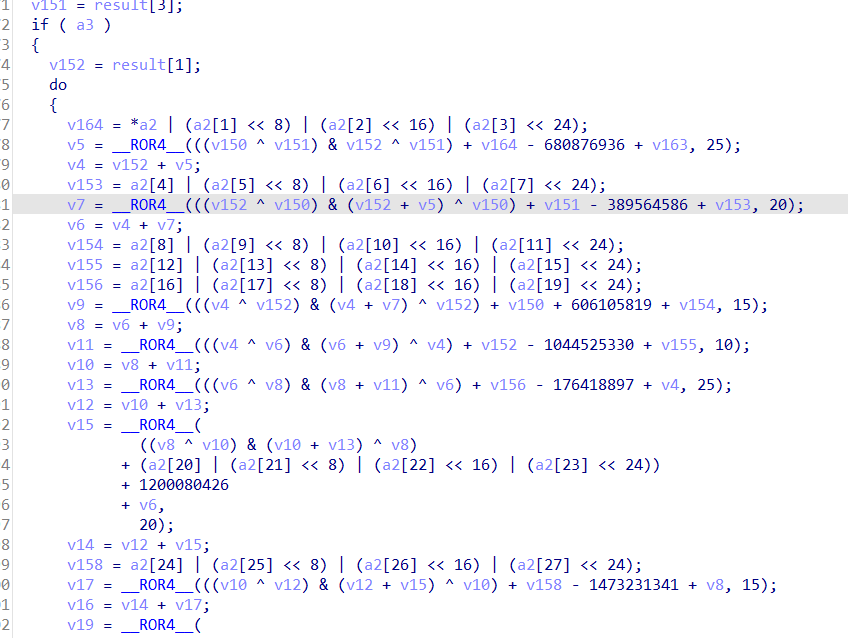 1 v151 = result[3];
2 if ( a3 )
3 {
4 v152 = result[1];
5 do
6 {
7 v164 = *a2 | (a2[1] << 8) | (a2[2] << 16) | (a2[3] << 24);
8 v5 = __ROR4__(((v150 ^ v151) & v152 ^ v151) + v164 - 680876936 + v163, 25);
9 v4 = v152 + v5;
0 v153 = a2[4] | (a2[5] << 8) | (a2[6] << 16) | (a2[7] << 24);
1 v7 = __ROR4__(((v152 ^ v150) & (v152 + v5) ^ v150) + v151 - 389564586 + v153, 20);
2 v6 = v4 + v7;
3 v154 = a2[8] | (a2[9] << 8) | (a2[10] << 16) | (a2[11] << 24);
4 v155 = a2[12] | (a2[13] << 8) | (a2[14] << 16) | (a2[15] << 24);
5 v156 = a2[16] | (a2[17] << 8) | (a2[18] << 16) | (a2[19] << 24);
6 v9 = __ROR4__(((v4 ^ v152) & (v4 + v7) ^ v152) + v150 + 606105819 + v154, 15);
7 v8 = v6 + v9;
8 v11 = __ROR4__(((v4 ^ v6) & (v6 + v9) ^ v4) + v152 - 1044525330 + v155, 10);
9 v10 = v8 + v11;
0 v13 = __ROR4__(((v6 ^ v8) & (v8 + v11) ^ v6) + v156 - 176418897 + v4, 25);
1 v12 = v10 + v13;
2 v15 = __ROR4__(
3 ((v8 ^ v10) & (v10 + v13) ^ v8)
4 + (a2[20] | (a2[21] << 8) | (a2[22] << 16) | (a2[23] << 24))
5 + 1200080426
6 + v6,
7 20);
8 v14 = v12 + v15;
9 v158 = a2[24] | (a2[25] << 8) | (a2[26] << 16) | (a2[27] << 24);
0 v17 = __ROR4__(((v10 ^ v12) & (v12 + v15) ^ v10) + v158 - 1473231341 + v8, 15);
1 v16 = v14 + v17;
2 v19 = __ROR4__(